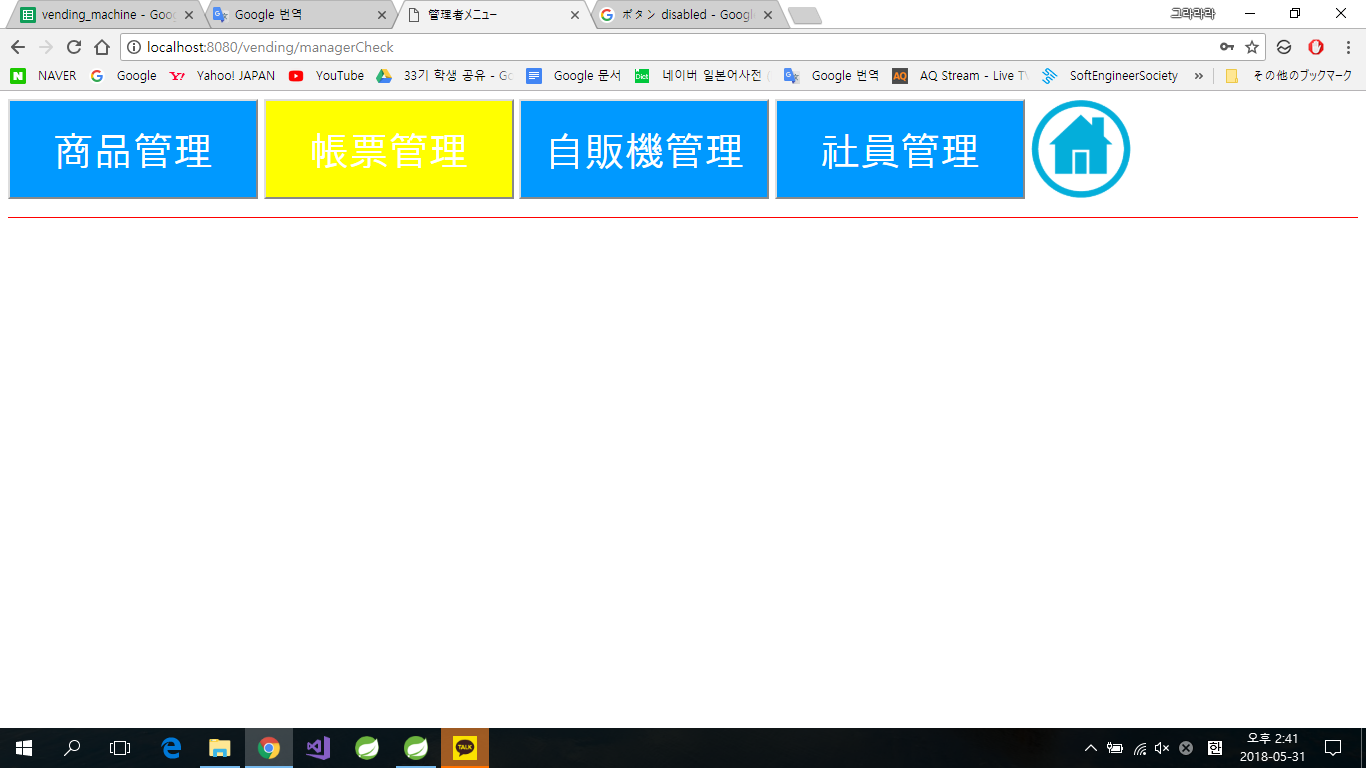 vending_machine - Goog
Google 번역
管理者メニュー
ボタン disabled - Googl
그라라라
localhost:8080/vending/managerCheck
NAVER
Google
Yahoo! JAPAN
YouTube
33기 학생 공유 - Go
Google 문서
네이버 일본어사전 (
Google 번역
AQ Stream - Live TV
SoftEngineerSociety
»
その他のブックマーク
商品管理
帳票管理
自販機管理
社員管理
TALK
한
오후 2:41
2018-05-31